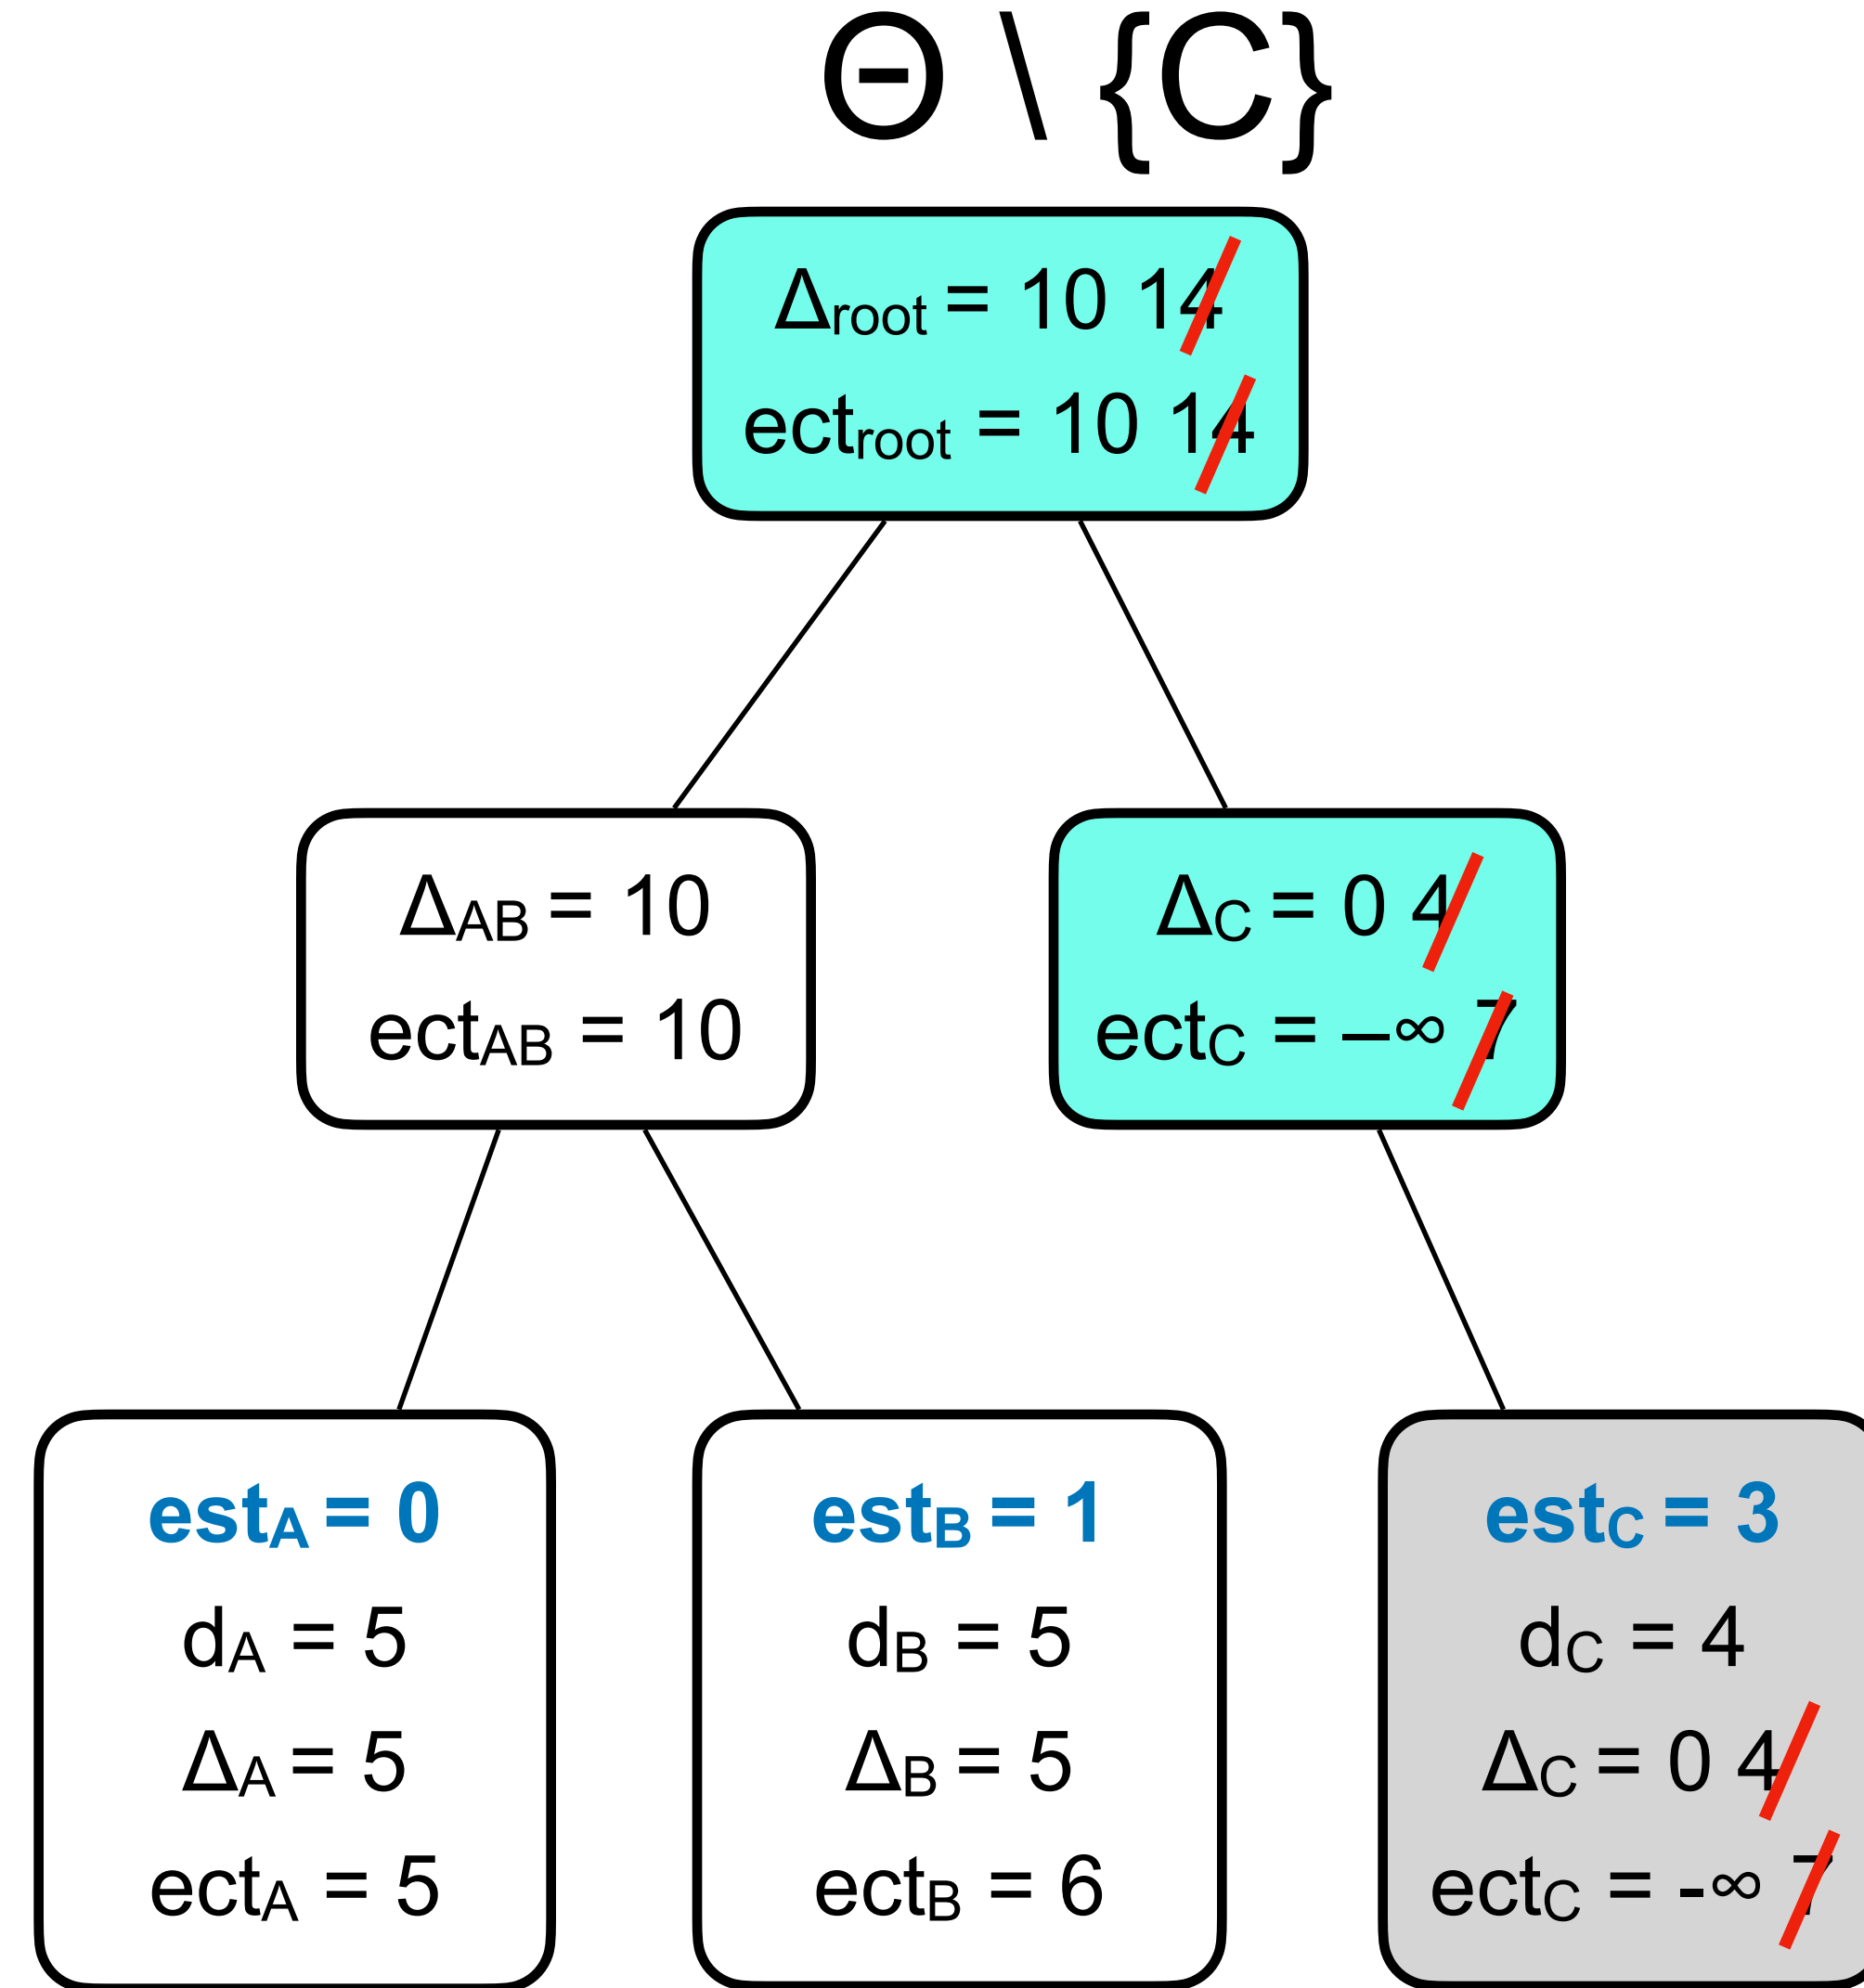 Θ \ {C}
Δroot = 10 14
ectroot = 10 14
ΔAB = 10
ectAB = 10
ΔC = 0 4
ectC = –∞ 7
estA = 0
dA = 5
ΔA = 5
ectA = 5
estB = 1
dB = 5
ΔB = 5
ectB = 6
estC = 3
dC = 4
ΔC = 0 4
ectC = -∞ 7